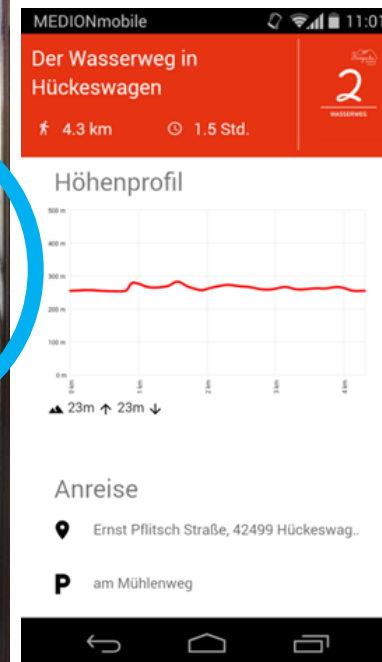 MEDIONmobile 11:01
Der Wasserweg in
Hückeswagen
4.3 km 1.5 Std.
2
WASSERWEG
Höhenprofil
500 m
400 m
300 m
200 m
100 m
0 m
0 km
1 km
2 km
3 km
4 km
23m 23m
Anreise
Ernst Pflitsch Straße, 42499 Hückeswag..
P am Mühlenweg